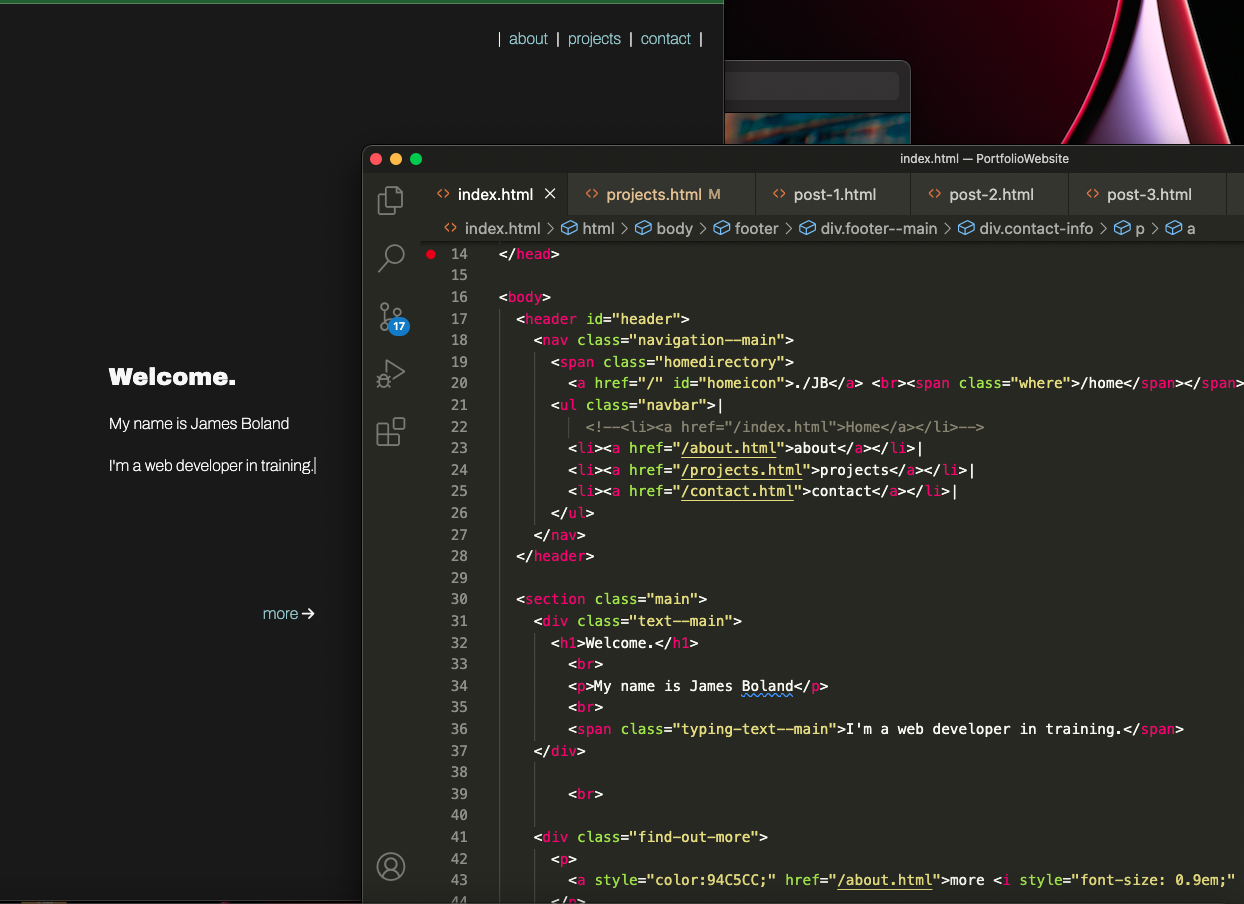 | about | projects | contact |
Welcome.
My name is James Boland
I'm a web developer in training.
more →
index.html — PortfolioWebsite
index.html projects.html M post-1.html post-2.html post-3.html
index.html > html > body > footer > div.footer--main > div.contact-info > p > a
17
14 </head>
15
16 <body>
17 <header id="header">
18 <nav class="navigation--main">
19 <span class="homedirectory">
20 <a href="/" id="homeicon">./JB</a> <br><span class="where">/home</span></span>
21 <ul class="navbar">|
22 <!--<li><a href="/index.html">Home</a></li>-->
23 <li><a href="/about.html">about</a></li>|
24 <li><a href="/projects.html">projects</a></li>|
25 <li><a href="/contact.html">contact</a></li>|
26 </ul>
27 </nav>
28 </header>
29
30 <section class="main">
31 <div class="text--main">
32 <h1>Welcome.</h1>
33 <br>
34 <p>My name is James Boland</p>
35 <br>
36 <span class="typing-text--main">I'm a web developer in training.</span>
37 </div>
38
39 <br>
40
41 <div class="find-out-more">
42 <p>
43 <a style="color:94C5CC;" href="/about.html">more <i style="font-size: 0.9em;"
44 </p>